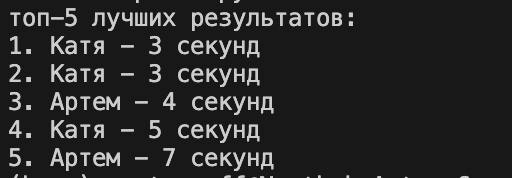 топ-5 лучших результатов:
1. Катя - 3 секунд
2. Катя - 3 секунд
3. Артем - 4 секунд
4. Катя - 5 секунд
5. Артем - 7 секунд